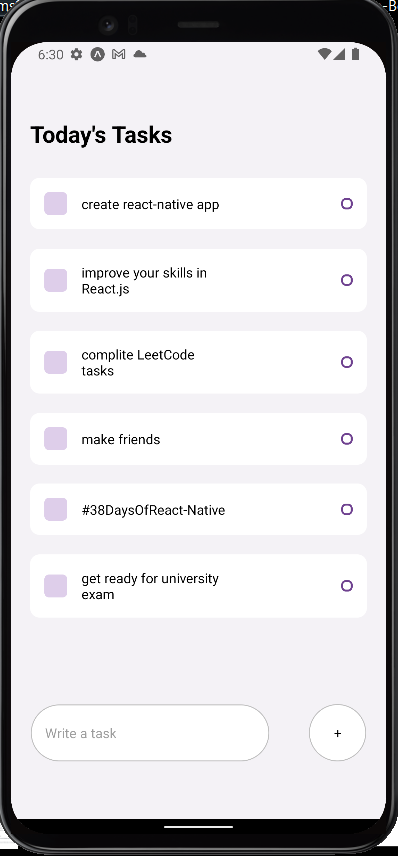 ms
-B
6:30
Today's Tasks
create react-native app
improve your skills in
React.js
complite LeetCode
tasks
make friends
#38DaysOfReact-Native
get ready for university
exam
Write a task
+